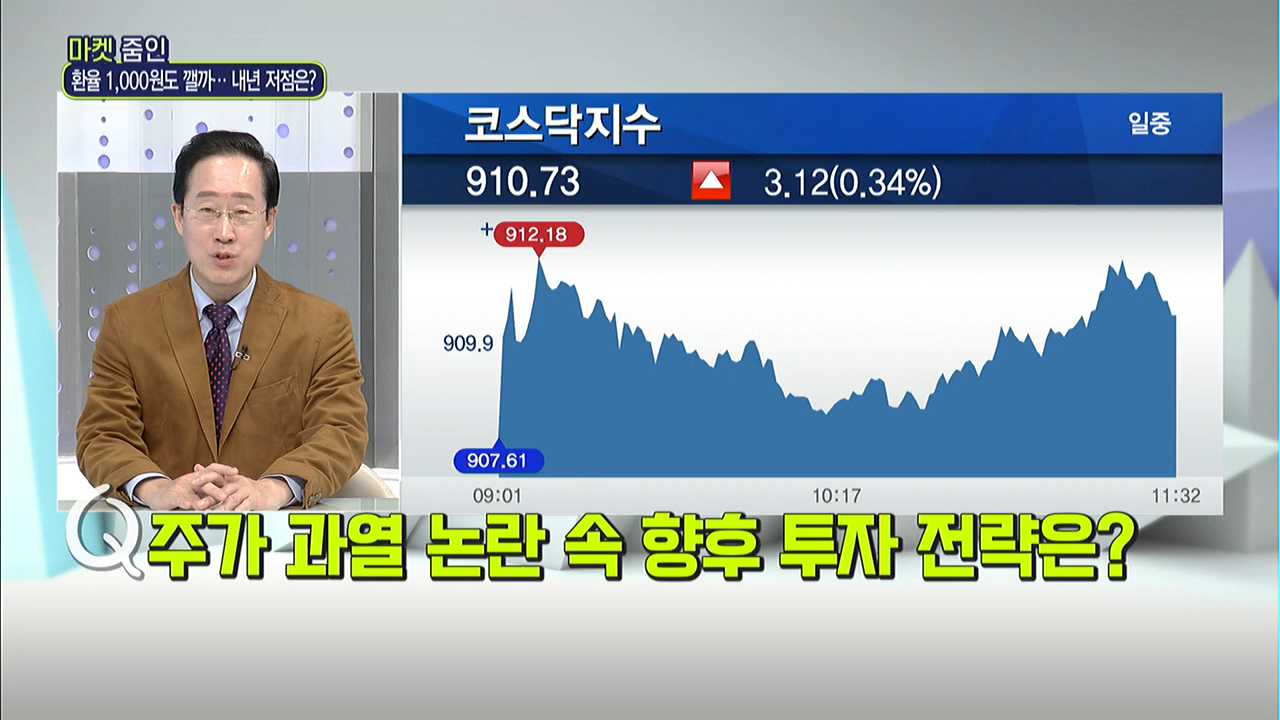 마켓 줌인
환율 1,000원도 깰까… 내년 저점은?
코스닥지수
일중
910.73
3.12(0.34%)
+
912.18
909.9
907.61
09:01
10:17
11:32
Q 주가 과열 논란 속 향후 투자 전략은?